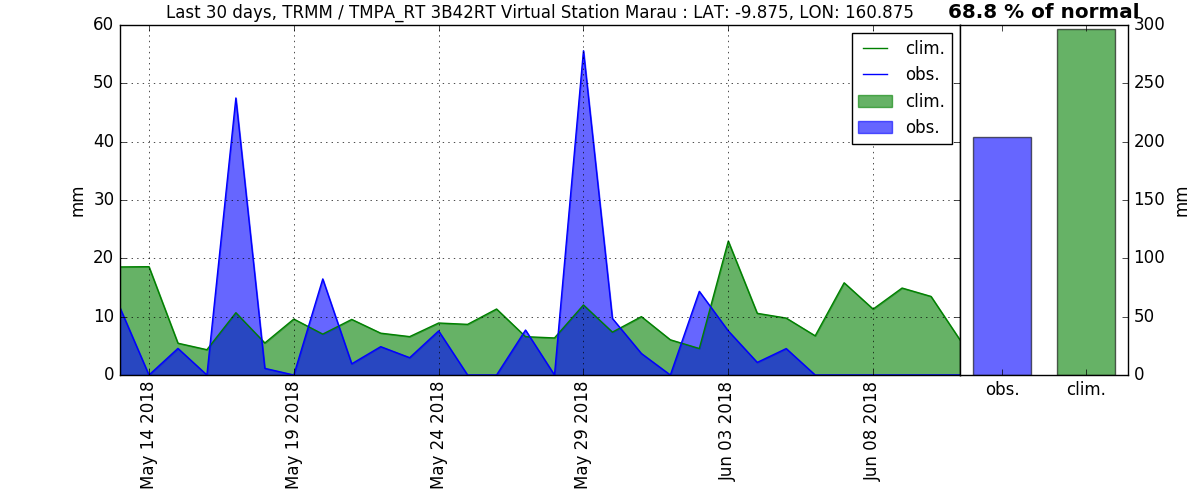 Last 30 days, TRMM / TMPA_RT 3B42RT Virtual Station Marau : LAT: -9.875, LON: 160.875
68.8 % of normal
60
50
40
30
20
10
0
mm
clim.
obs.
clim.
obs.
300
250
200
150
100
50
0
mm
obs.
clim.
May 14 2018
May 19 2018
May 24 2018
May 29 2018
Jun 03 2018
Jun 08 2018